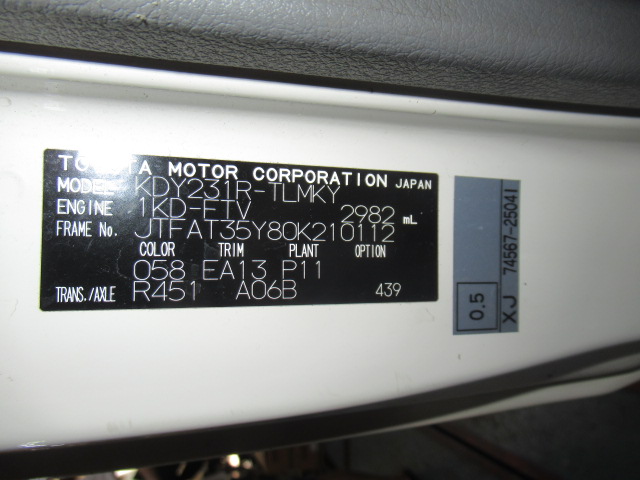 TOYOTA MOTOR CORPORATION JAPAN
MODEL KDY231R-TLMKY
ENGINE 1KD-FTV 2982 mL
FRAME No. JTFAT35Y80K210112
COLOR TRIM PLANT OPTION
058 EA13 P11
TRANS./AXLE R451 A06B 439
0.5
XJ 74567-25041